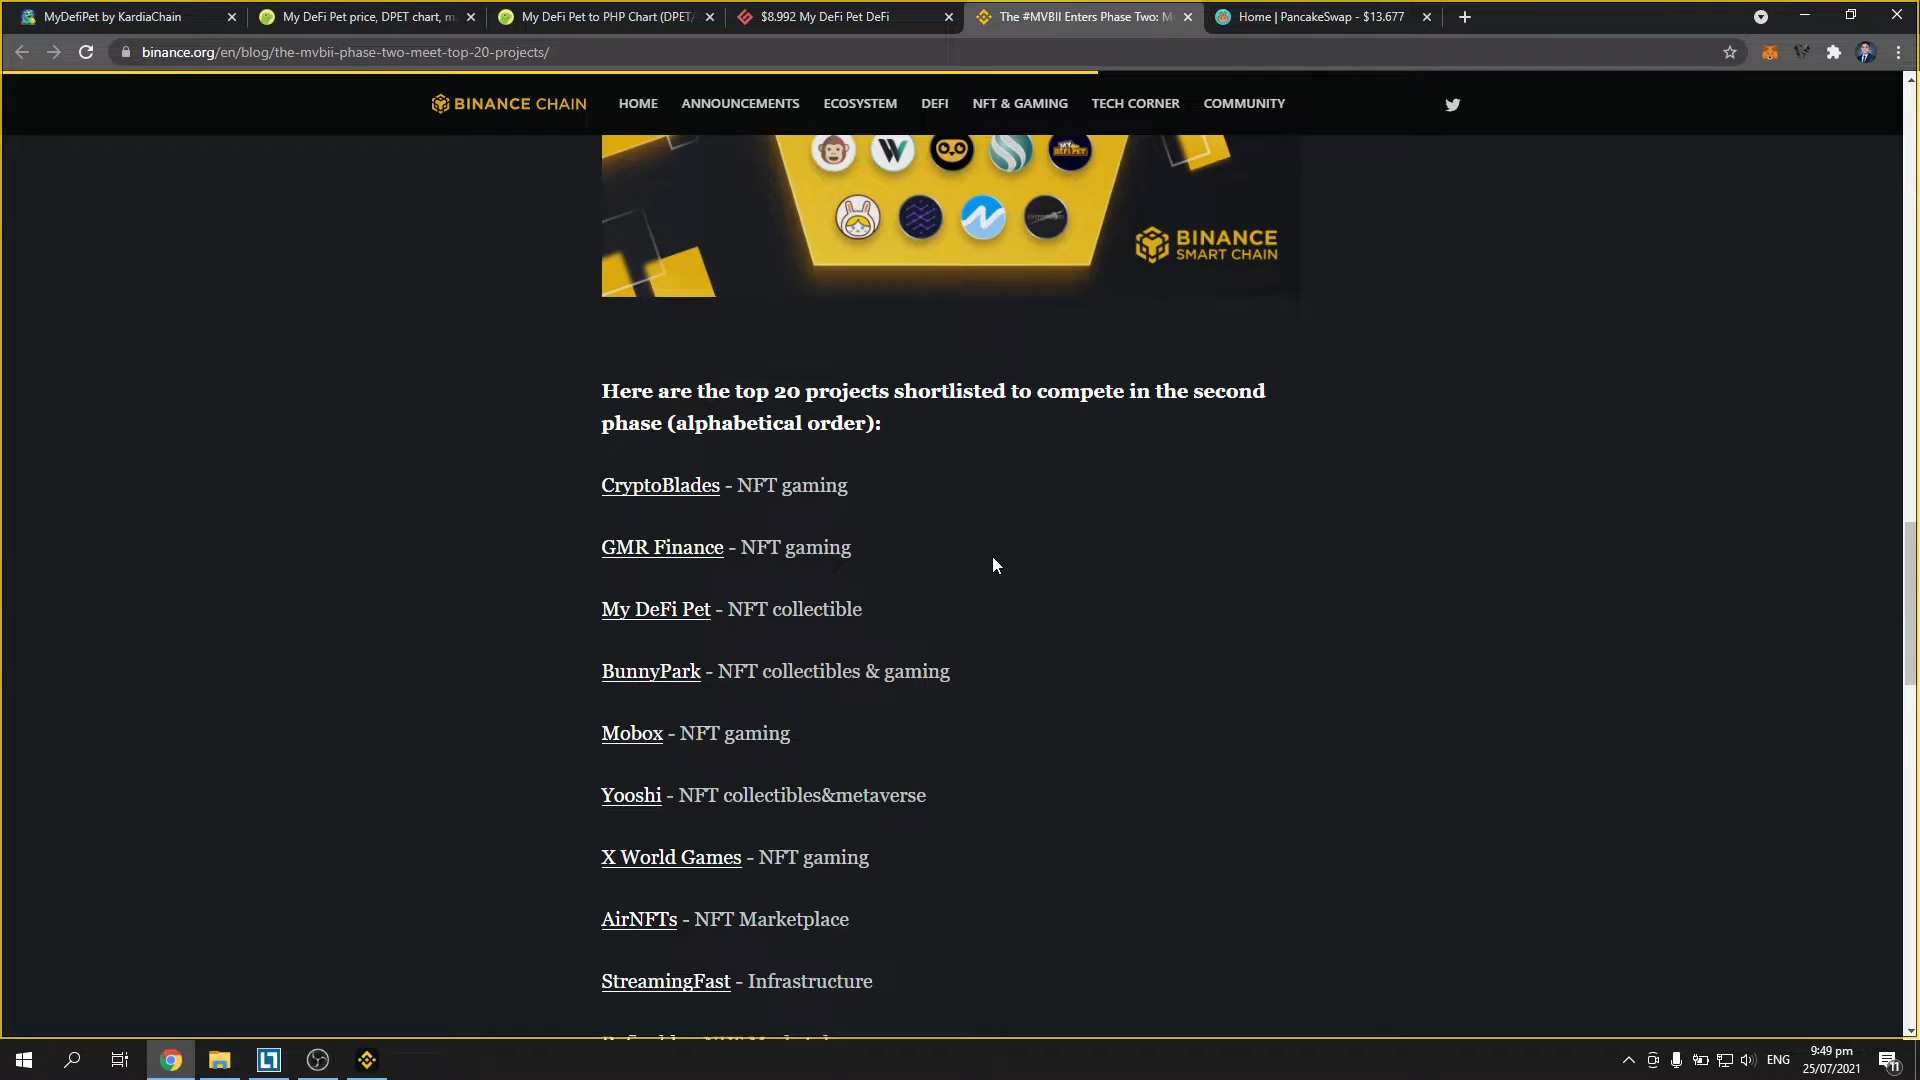 MyDefiPet by KardiaChain
My DeFi Pet price, DPET chart, m
My DeFi Pet to PHP Chart (DPET/
$8.992 My DeFi Pet DeFi
The #MVBII Enters Phase Two: M
Home | PancakeSwap - $13.677
binance.org/en/blog/the-mvbii-phase-two-meet-top-20-projects/
BINANCE CHAIN
HOME
ANNOUNCEMENTS
ECOSYSTEM
DEFI
NFT & GAMING
TECH CORNER
COMMUNITY
MY DEFI PET
BINANCE
SMART CHAIN
Here are the top 20 projects shortlisted to compete in the second
phase (alphabetical order):
CryptoBlades - NFT gaming
GMR Finance - NFT gaming
My DeFi Pet - NFT collectible
BunnyPark - NFT collectibles & gaming
Mobox - NFT gaming
Yooshi - NFT collectibles&metaverse
X World Games - NFT gaming
AirNFTs - NFT Marketplace
StreamingFast - Infrastructure
ENG
9:49 pm
25/07/2021
11